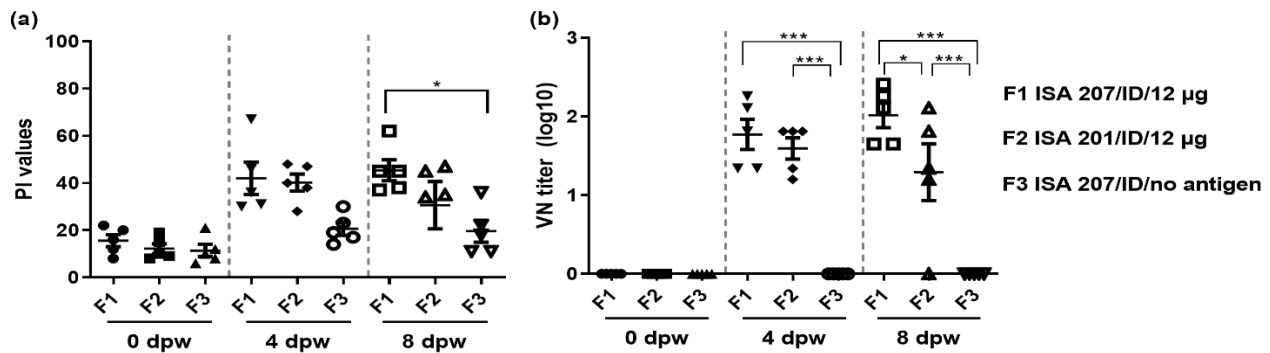 (a)
100
80
60
40
20
0
PI values
*
F1 F2 F3 F1 F2 F3 F1 F2 F3
0 dpw 4 dpw 8 dpw
(b)
3
2
1
0
VN titer (log10)
*** ***
*** * ***
F1 F2 F3 F1 F2 F3 F1 F2 F3
0 dpw 4 dpw 8 dpw
F1 ISA 207/ID/12 µg
F2 ISA 201/ID/12 µg
F3 ISA 207/ID/no antigen